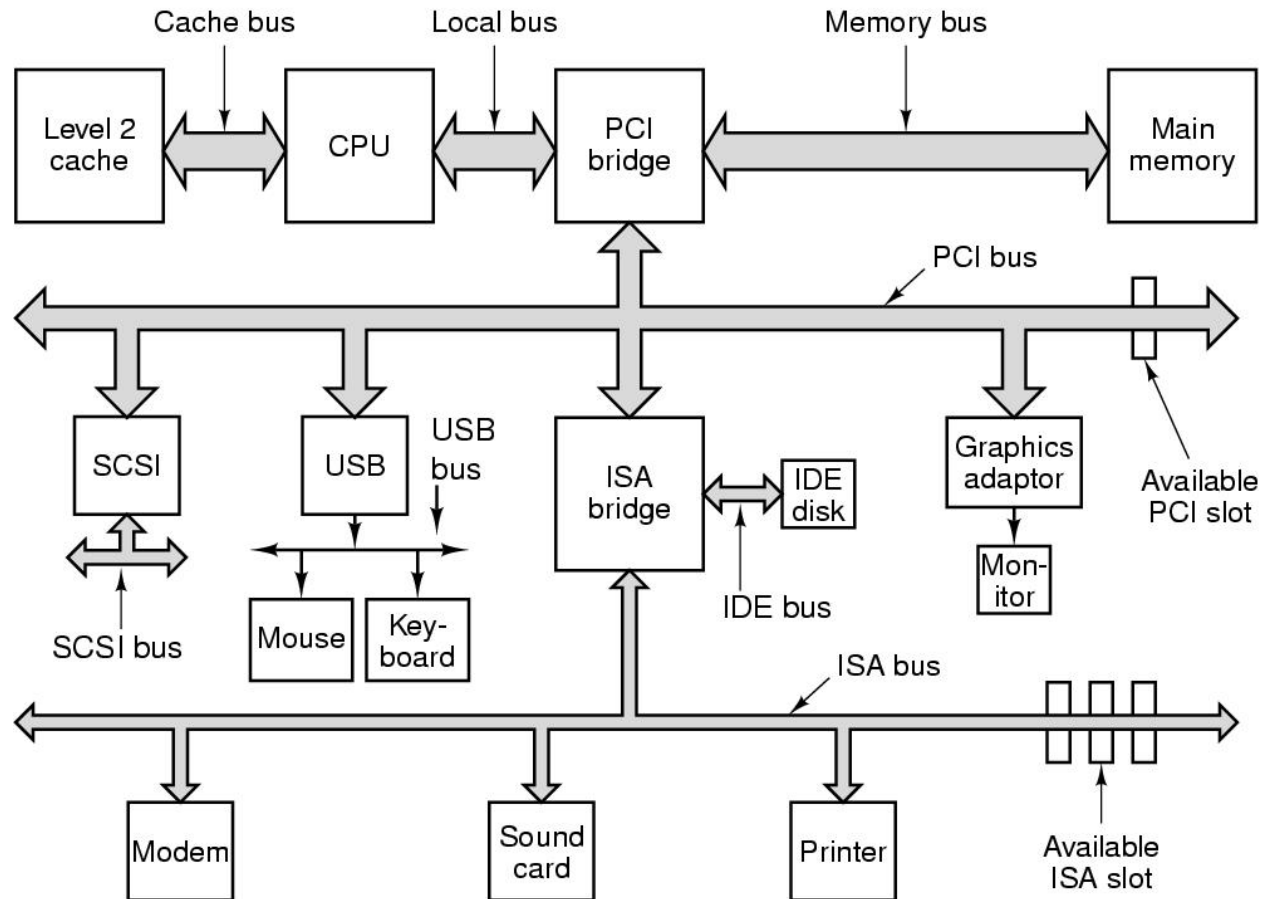 Cache bus
Local bus
Memory bus
Level 2
cache
CPU
PCI
bridge
Main
memory
PCI bus
SCSI
USB
USB
bus
ISA
bridge
IDE
disk
Graphics
adaptor
Available
PCI slot
Mon-
itor
IDE bus
Mouse
Key-
board
SCSI bus
ISA bus
Modem
Sound
card
Printer
Available
ISA slot